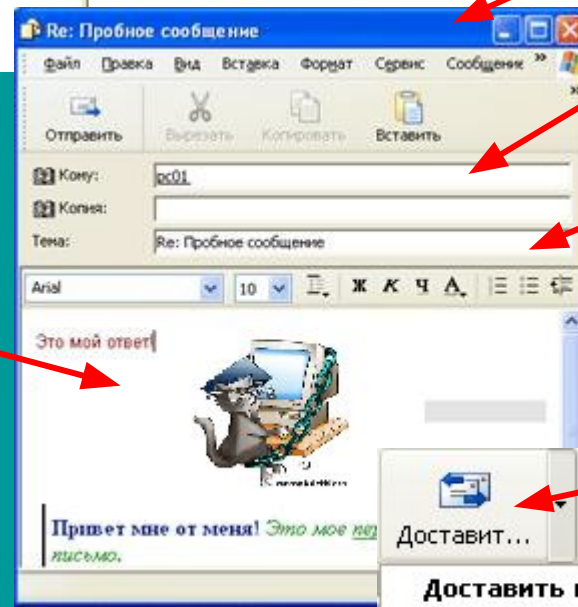 Re: Пробное сообщение
Файл Правка Вид Вставка Формат Сервис Сообщение »
Отправить Вырезать Копировать Вставить
Кому: pc01
Копия:
Тема: Re: Пробное сообщение
Arial 10 Ж К Ч А
Это мой ответ
Привет мне от меня! Это мое
письмо.
Доставит...
Доставить